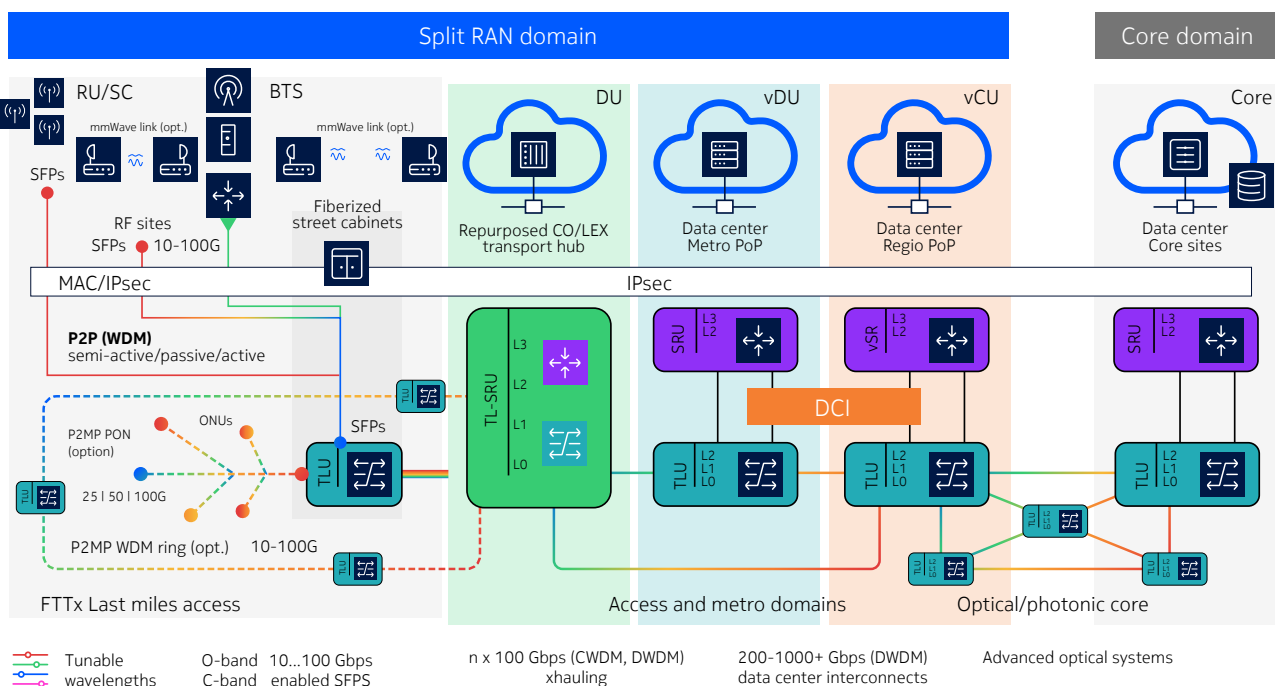 Split RAN domain
Core domain
RU/SC
BTS
DU
vDU
vCU
Core
mmWave link (opt.)
mmWave link (opt.)
SFPs
RF sites
SFPs
10-100G
Fiberized
street cabinets
Repurposed CO/LEX
transport hub
Data center
Metro PoP
Data center
Regio PoP
Data center
Core sites
MAC/IPsec
IPsec
P2P (WDM)
semi-active/passive/active
TLU
TL-SRU
L3
L2
L1
L0
SRU
L3
L2
vSR
L3
L2
SRU
L3
L2
DCI
P2MP PON
(option)
ONUs
SFPs
25 | 50 | 100G
TLU
TLU
TLU
L2
L1
L0
TLU
L2
L1
L0
TLU
L2
L1
L0
TLU
P2MP WDM ring (opt.)
10-100G
TLU
TLU
TLU
FTTx Last miles access
Access and metro domains
Optical/photonic core
Tunable
wavelengths
O-band
C-band
10...100 Gbps
enabled SFPS
n x 100 Gbps (CWDM, DWDM)
xhauling
200-1000+ Gbps (DWDM)
data center interconnects
Advanced optical systems